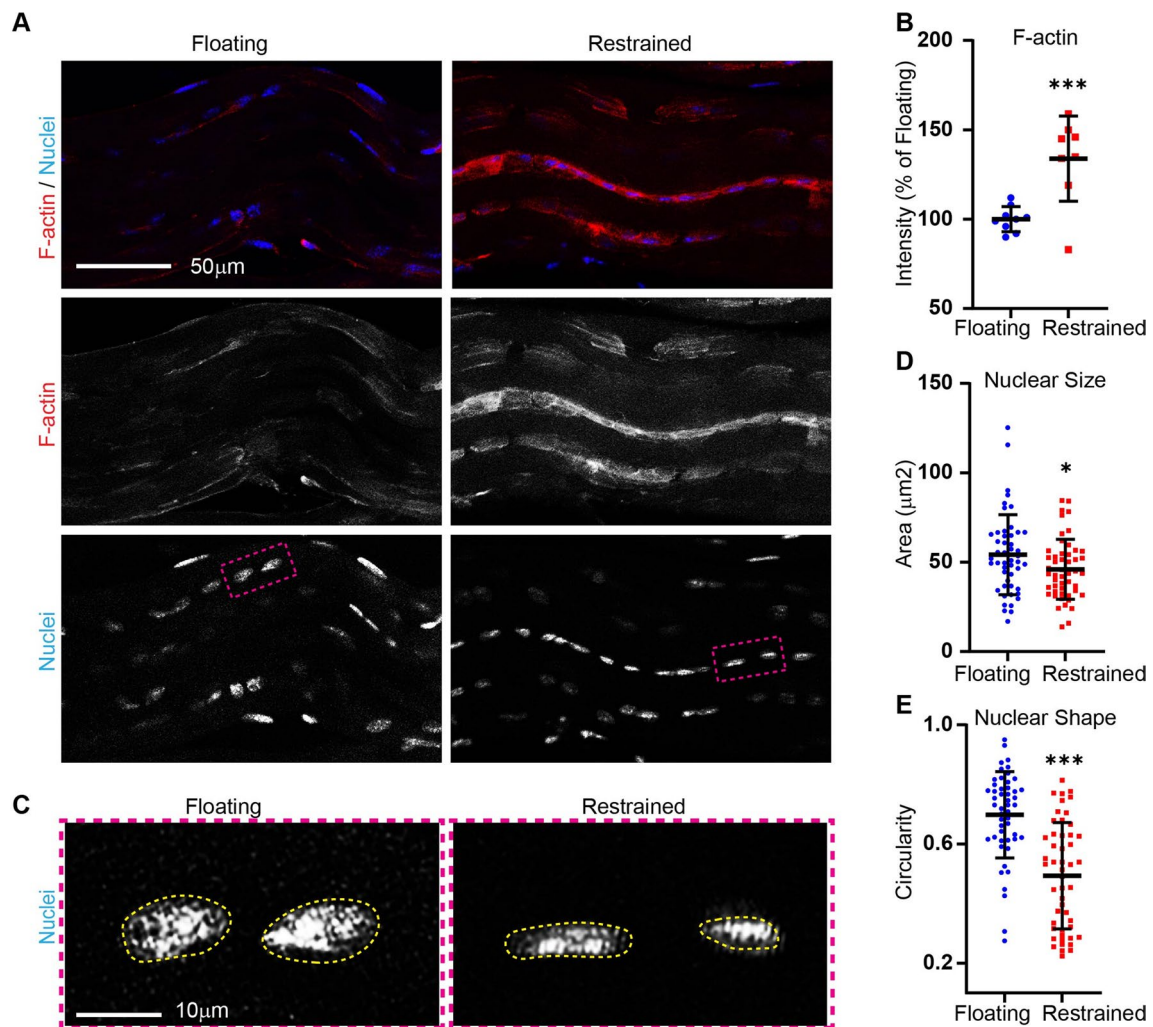 A
Floating
Restrained
F-actin / Nuclei
50μm
F-actin
Nuclei
C
Floating
Restrained
Nuclei
10μm
B
F-actin
200
150
100
50
Intensity (% of Floating)
***
Floating
Restrained
D
Nuclear Size
150
100
50
0
Area (μm2)
*
Floating
Restrained
E
Nuclear Shape
1.0
0.6
0.2
Circularity
***
Floating
Restrained